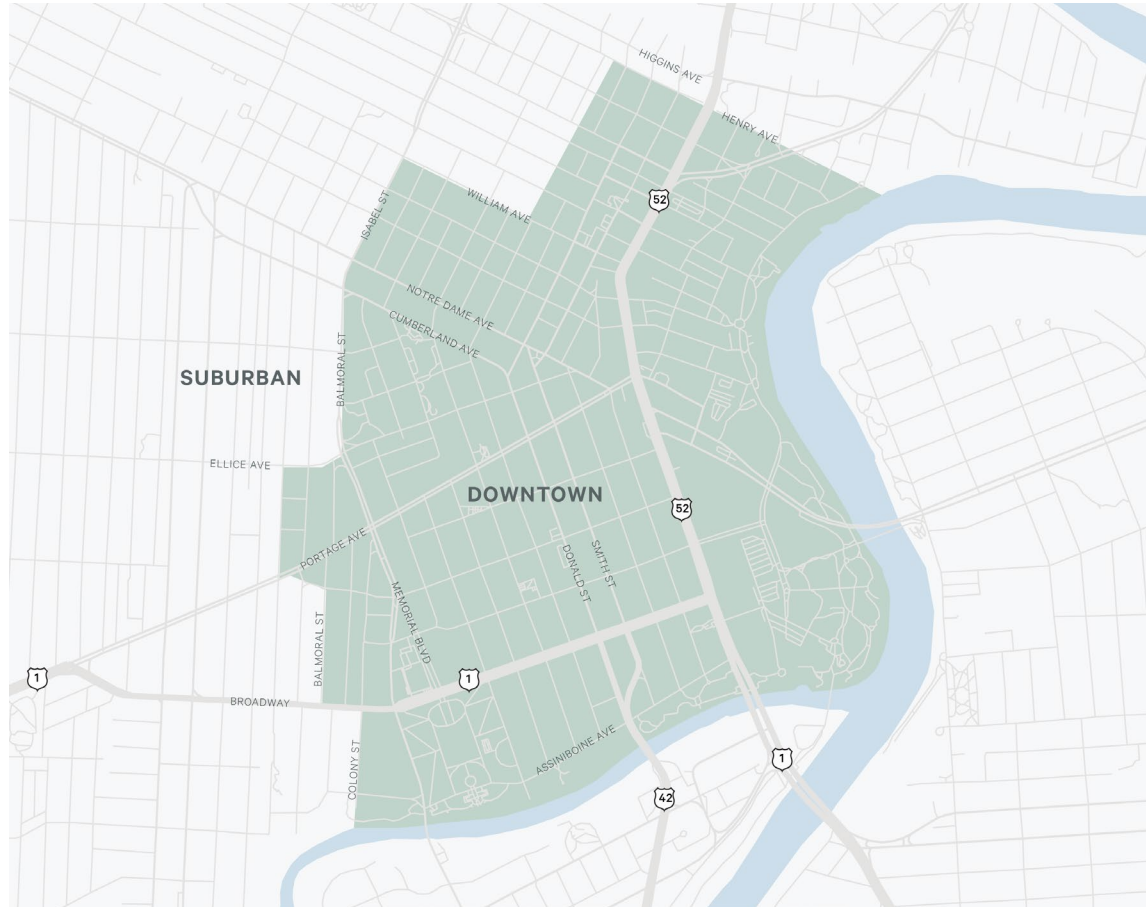 HIGGINS AVE
HENRY AVE
52
WILLIAM AVE
ISABEL ST
NOTRE DAME AVE
CUMBERLAND AVE
BALMORAL ST
SUBURBAN
ELLICE AVE
DOWNTOWN
52
PORTAGE AVE
SMITH ST
DONALD ST
MEMORIAL BLVD
BALMORAL ST
1
1
BROADWAY
ASSINIBOINE AVE
COLONY ST
1
42